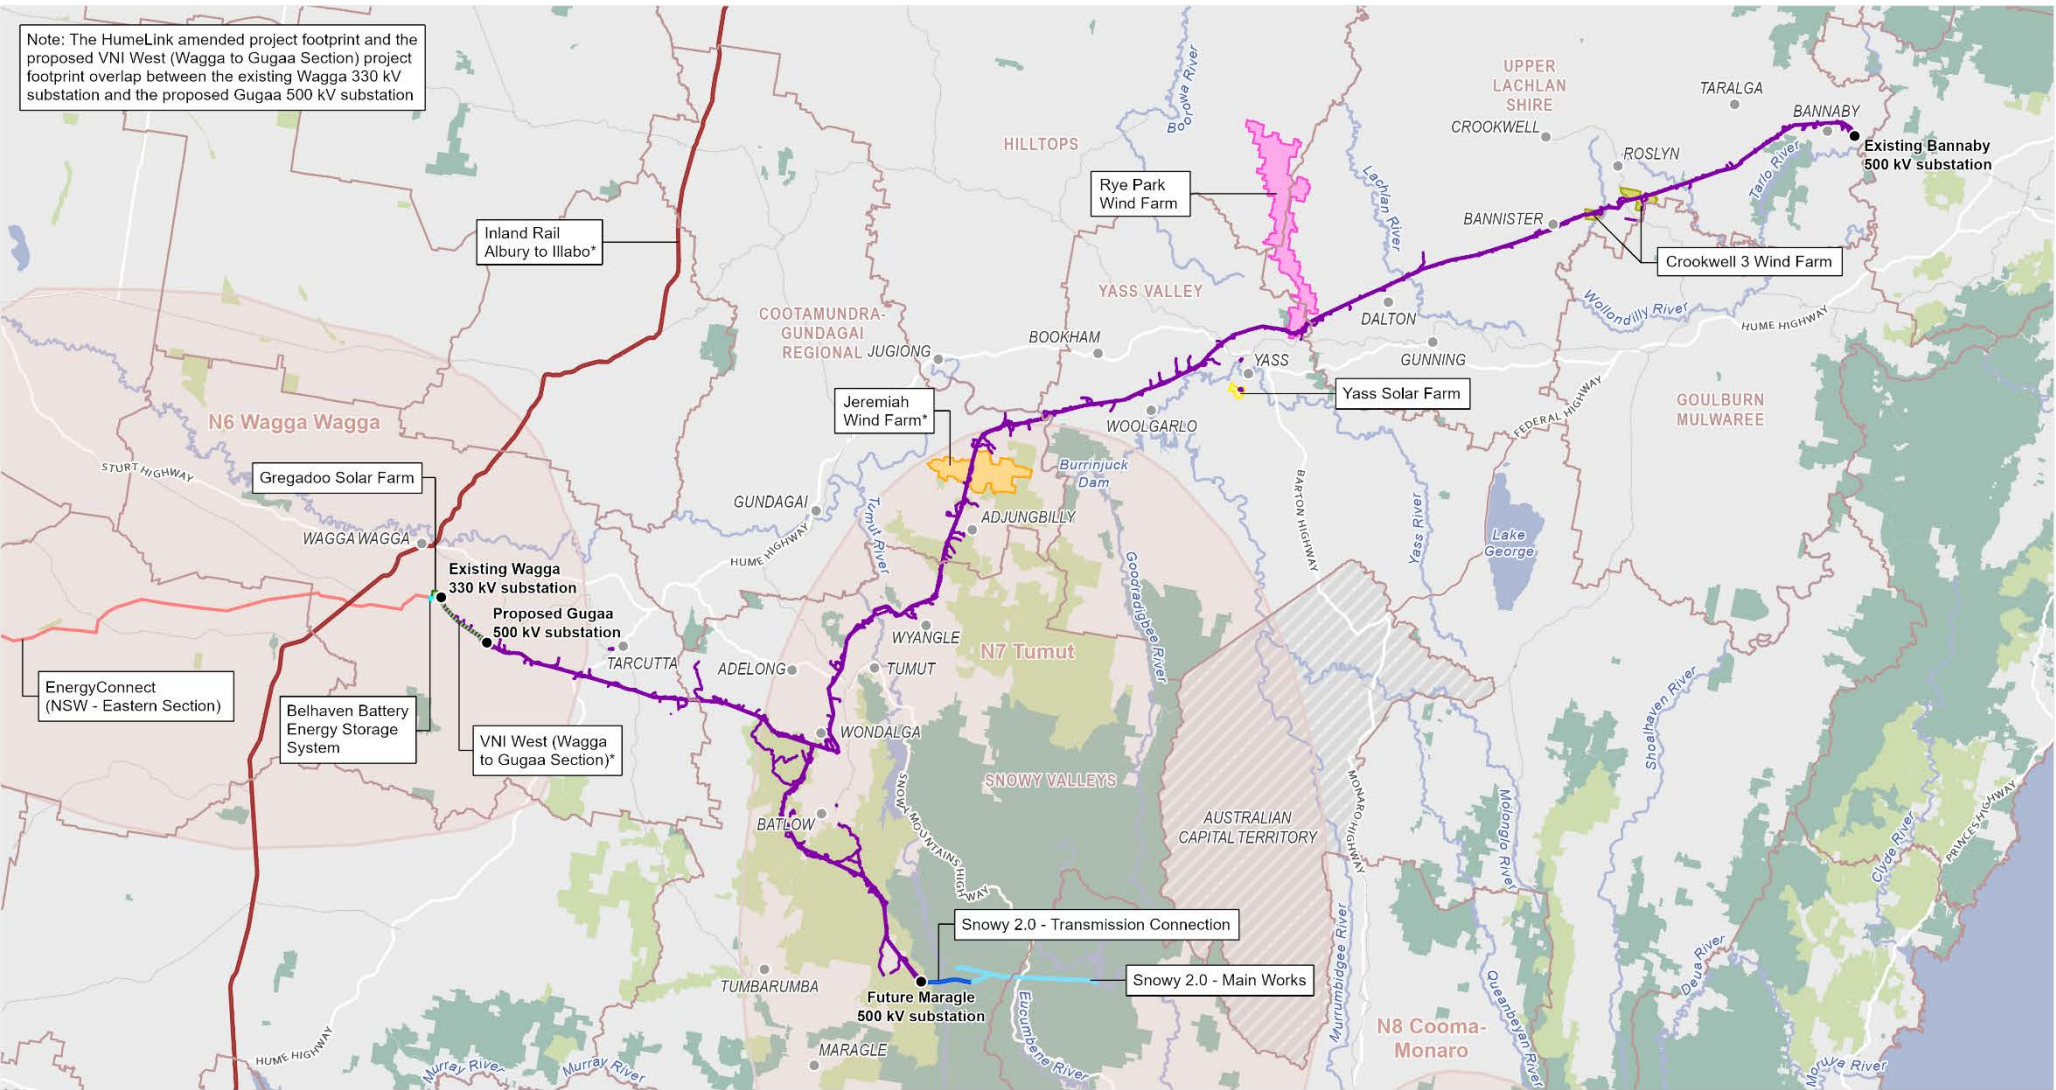 Note: The HumeLink amended project footprint and the
proposed VNI West (Wagga to Gugaa Section) project
footprint overlap between the existing Wagga 330 kV
substation and the proposed Gugaa 500 kV substation
Boorowa River
UPPER
LACHLAN
SHIRE
TARALGA
BANNABY
CROOKWELL
HILLTOPS
Existing Bannaby
500 kV substation
ROSLYN
Tarlo River
Rye Park
Wind Farm
Lachlan River
BANNISTER
Inland Rail
Albury to Illabo*
Crookwell 3 Wind Farm
YASS VALLEY
Wollondilly River
COOTAMUNDRA-
GUNDAGAI
REGIONAL
HUME HIGHWAY
DALTON
BOOKHAM
JUGIONG
YASS
GUNNING
Yass Solar Farm
Jeremiah
Wind Farm*
FEDERAL HIGHWAY
GOULBURN
MULWAREE
N6 Wagga Wagga
WOOLGARLO
STURT HIGHWAY
Burrinjuck
Dam
Gregadoo Solar Farm
BARTON HIGHWAY
GUNDAGAI
Tumut River
ADJUNGBILLY
Yass River
Lake
George
WAGGA WAGGA
HUME HIGHWAY
Existing Wagga
330 kV substation
Goodradigbee River
Proposed Gugaa
500 kV substation
WYANGLE
N7 Tumut
TARCUTTA
ADELONG
TUMUT
EnergyConnect
(NSW - Eastern Section)
Belhaven Battery
Energy Storage
System
VNI West (Wagga
to Gugaa Section)*
WONDALGA
Shoalhaven River
SNOWY VALLEYS
SNOWY MOUNTAINS HIGHWAY
BATLOW
AUSTRALIAN
CAPITAL TERRITORY
MONARO HIGHWAY
Molonglo River
Clyde River
PRINCES HIGHWAY
Snowy 2.0 - Transmission Connection
Snowy 2.0 - Main Works
Murrumbidgee River
Deua River
TUMBARUMBA
Future Maragle
500 kV substation
Eucumbene River
Queanbeyan River
N8 Cooma-
Monaro
HUME HIGHWAY
MARAGLE
Murray River
Murray River
Moruya River